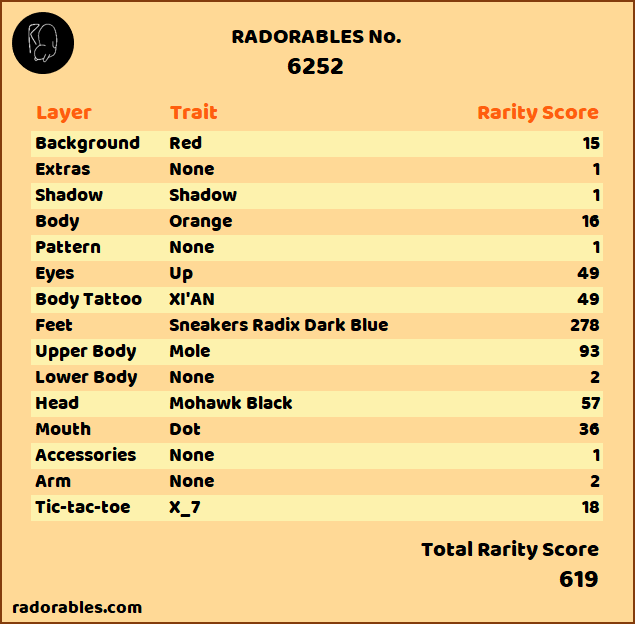 RADORABLES No.
6252
Layer Trait Rarity Score
Background Red 15
Extras None 1
Shadow Shadow 1
Body Orange 16
Pattern None 1
Eyes Up 49
Body Tattoo XI'AN 49
Feet Sneakers Radix Dark Blue 278
Upper Body Mole 93
Lower Body None 2
Head Mohawk Black 57
Mouth Dot 36
Accessories None 1
Arm None 2
Tic-tac-toe X_7 18
Total Rarity Score
619
radorables.com